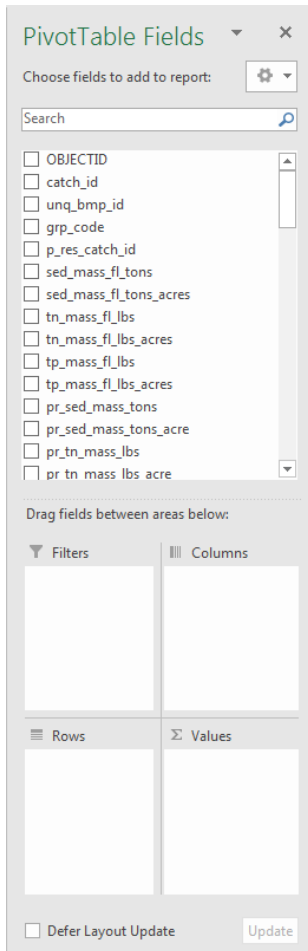 PivotTable Fields
Choose fields to add to report:
Search
OBJECTID
catch_id
unq_bmp_id
grp_code
p_res_catch_id
sed_mass_fl_tons
sed_mass_fl_tons_acres
tn_mass_fl_lbs
tn_mass_fl_lbs_acres
tp_mass_fl_lbs
tp_mass_fl_lbs_acres
pr_sed_mass_tons
pr_sed_mass_tons_acre
pr_tn_mass_lbs
pr_tn_mass_lbs_acre
Drag fields between areas below:
Filters Columns
Rows Σ Values
Defer Layout Update Update